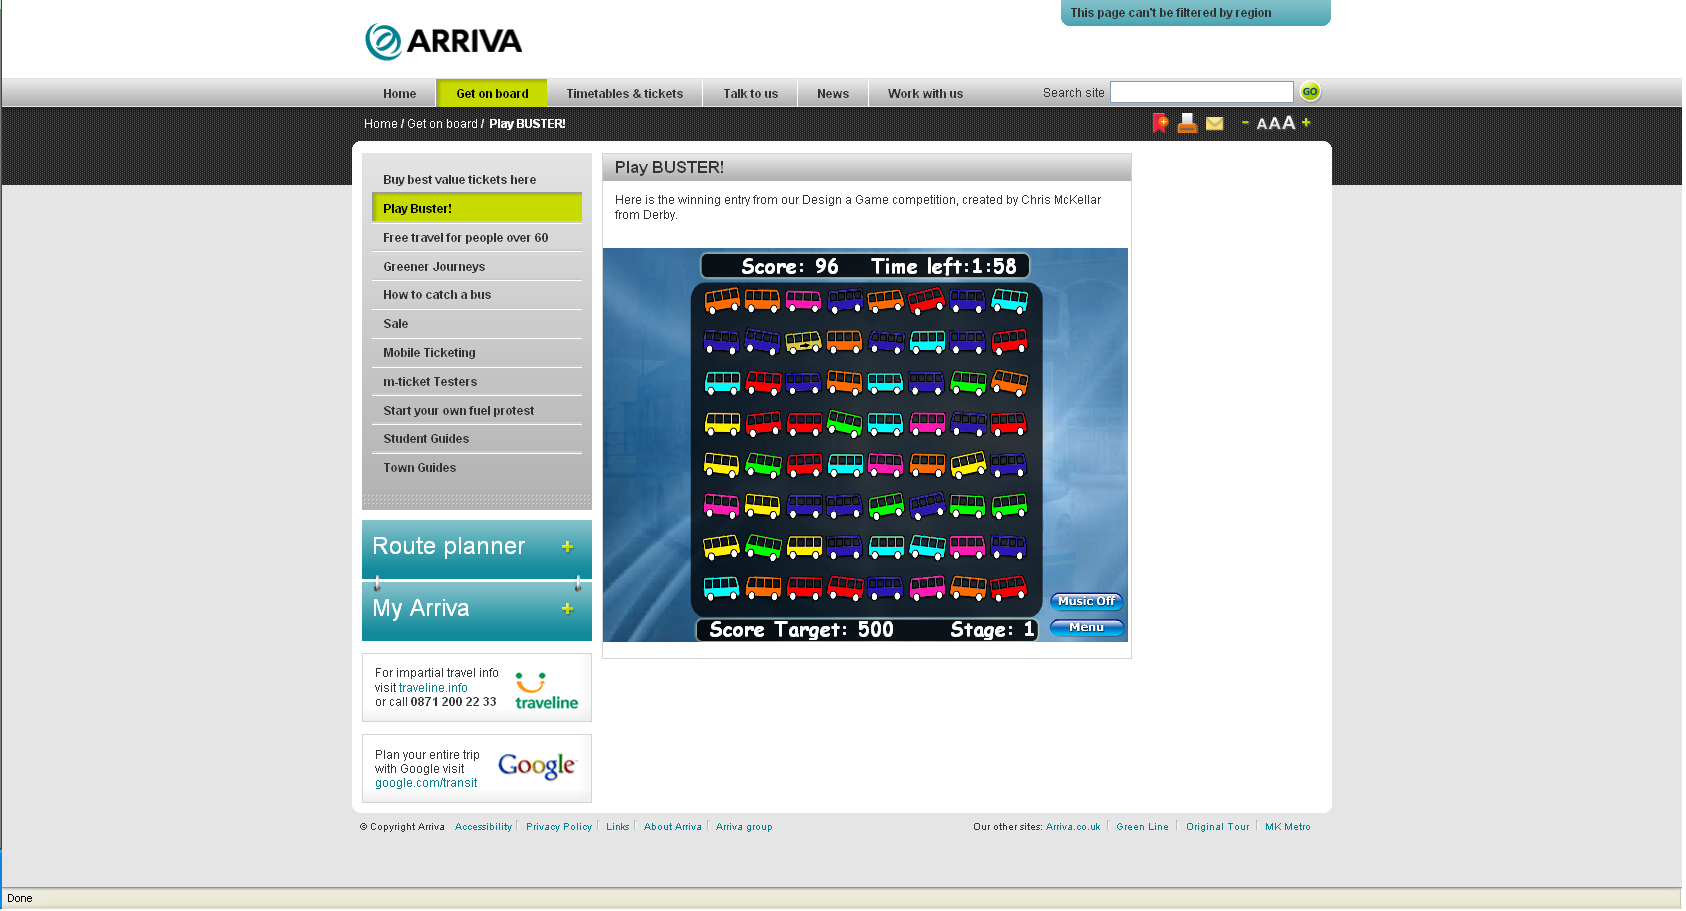 This page can't be filtered by region
ARRIVA
Home
Get on board
Timetables & tickets
Talk to us
News
Work with us
Search site
GO
Home / Get on board / Play BUSTER!
- AAA +
Buy best value tickets here
Play Buster!
Free travel for people over 60
Greener Journeys
How to catch a bus
Sale
Mobile Ticketing
m-ticket Testers
Start your own fuel protest
Student Guides
Town Guides
Route planner +
My Arriva +
For impartial travel info
visit traveline.info
or call 0871 200 22 33
traveline
Plan your entire trip
with Google visit
google.com/transit
Google
Play BUSTER!
Here is the winning entry from our Design a Game competition, created by Chris McKellar
from Derby.
Score: 96 Time left:1:58
Music Off
Menu
Score Target: 500 Stage: 1
© Copyright Arriva Accessibility Privacy Policy Links About Arriva Arriva group
Our other sites: Arriva.co.uk Green Line Original Tour MK Metro
Done